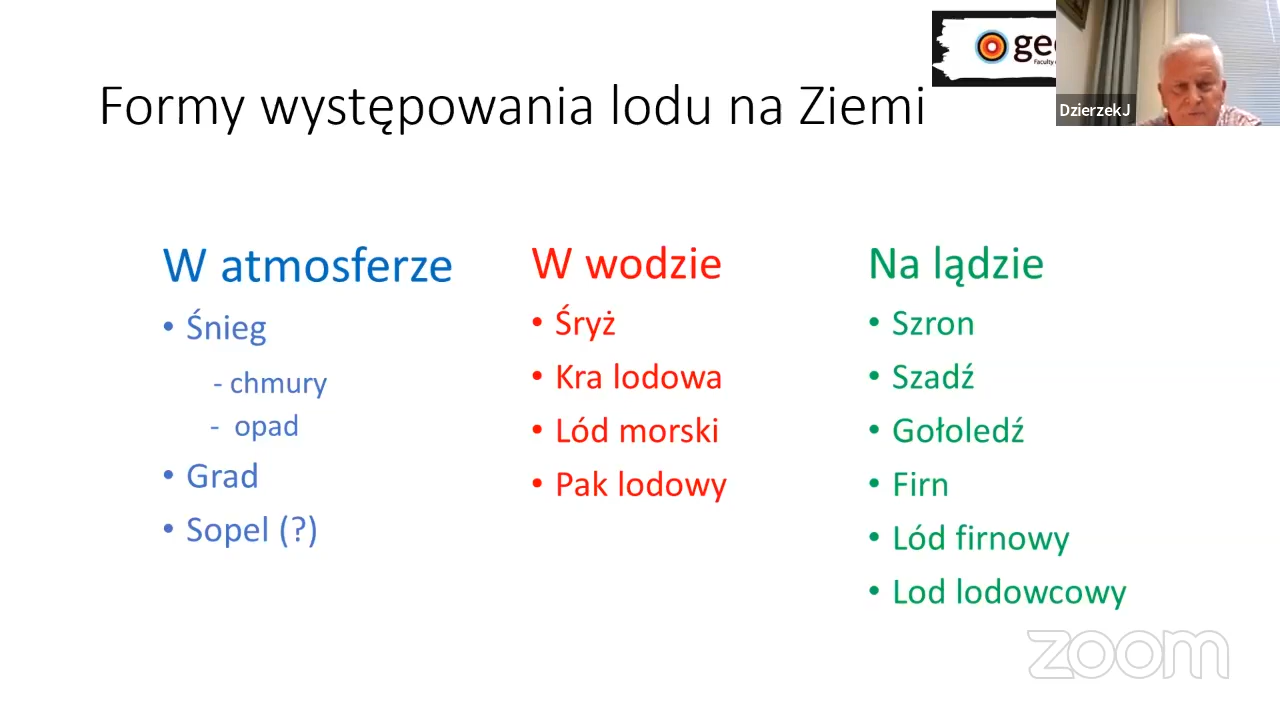 Formy występowania lodu na Ziemi
DzierzekJ
W atmosferze
• Śnieg
- chmury
- opad
• Grad
• Sopel (?)
W wodzie
• Śryż
• Kra lodowa
• Lód morski
• Pak lodowy
Na lądzie
• Szron
• Szadź
• Gołoledź
• Firn
• Lód firnowy
• Lod lodowcowy
zoom